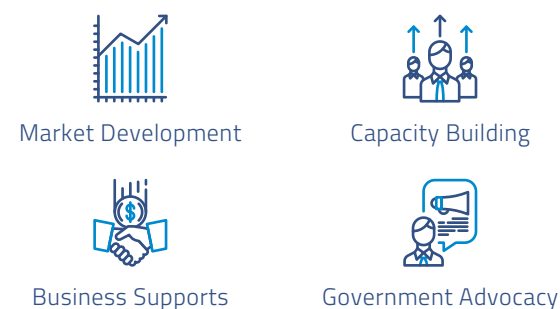 Market Development
Capacity Building
Business Supports
Government Advocacy